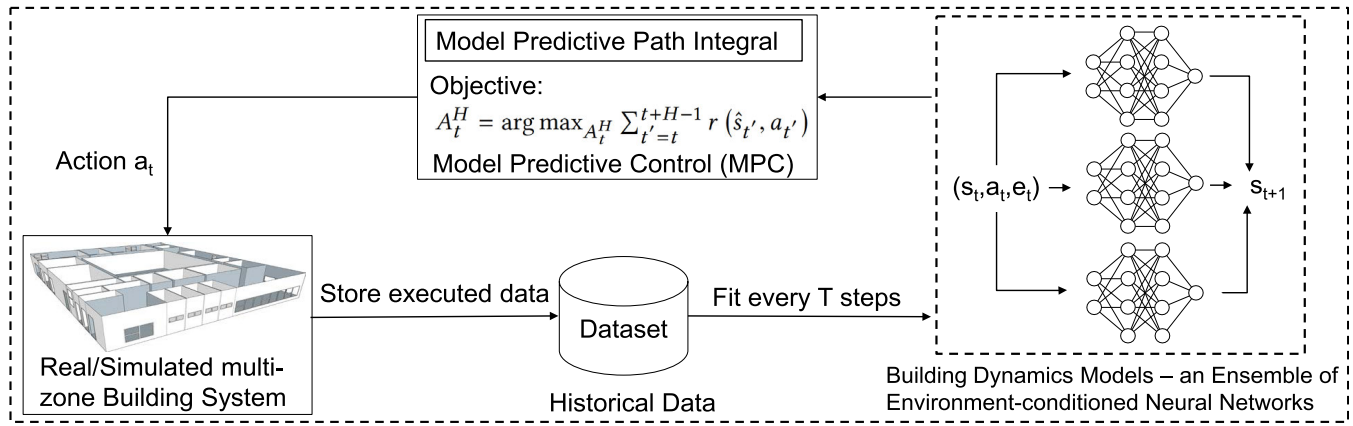 Model Predictive Path Integral
Objective:
A_t^H = arg max_{A_t^H} ∑_{t'=t}^{t+H-1} r (ŝ_{t'}, a_{t'})
Model Predictive Control (MPC)
Action a_t
(s_t,a_t,e_t)
s_{t+1}
Store executed data
Dataset
Fit every T steps
Real/Simulated multi-
zone Building System
Historical Data
Building Dynamics Models – an Ensemble of
Environment-conditioned Neural Networks